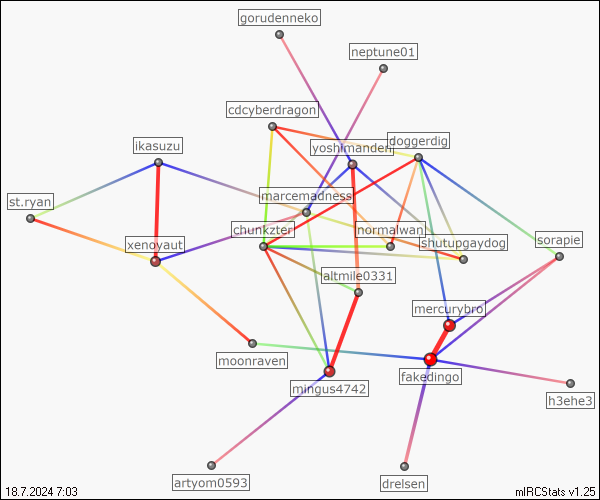 gorudenneko
neptune01
cdcyberdragon
doggerdig
yoshimanden
ikasuzu
marcemadness
st.ryan
chunkzter
normalwan
xenoyaut
shutupgaydog
sorapie
altmile0331
mercurybro
moonraven
fakedingo
mingus4742
h3ehe3
artyom0593
drelsen
18.7.2024 7:03
mIRCStats v1.25